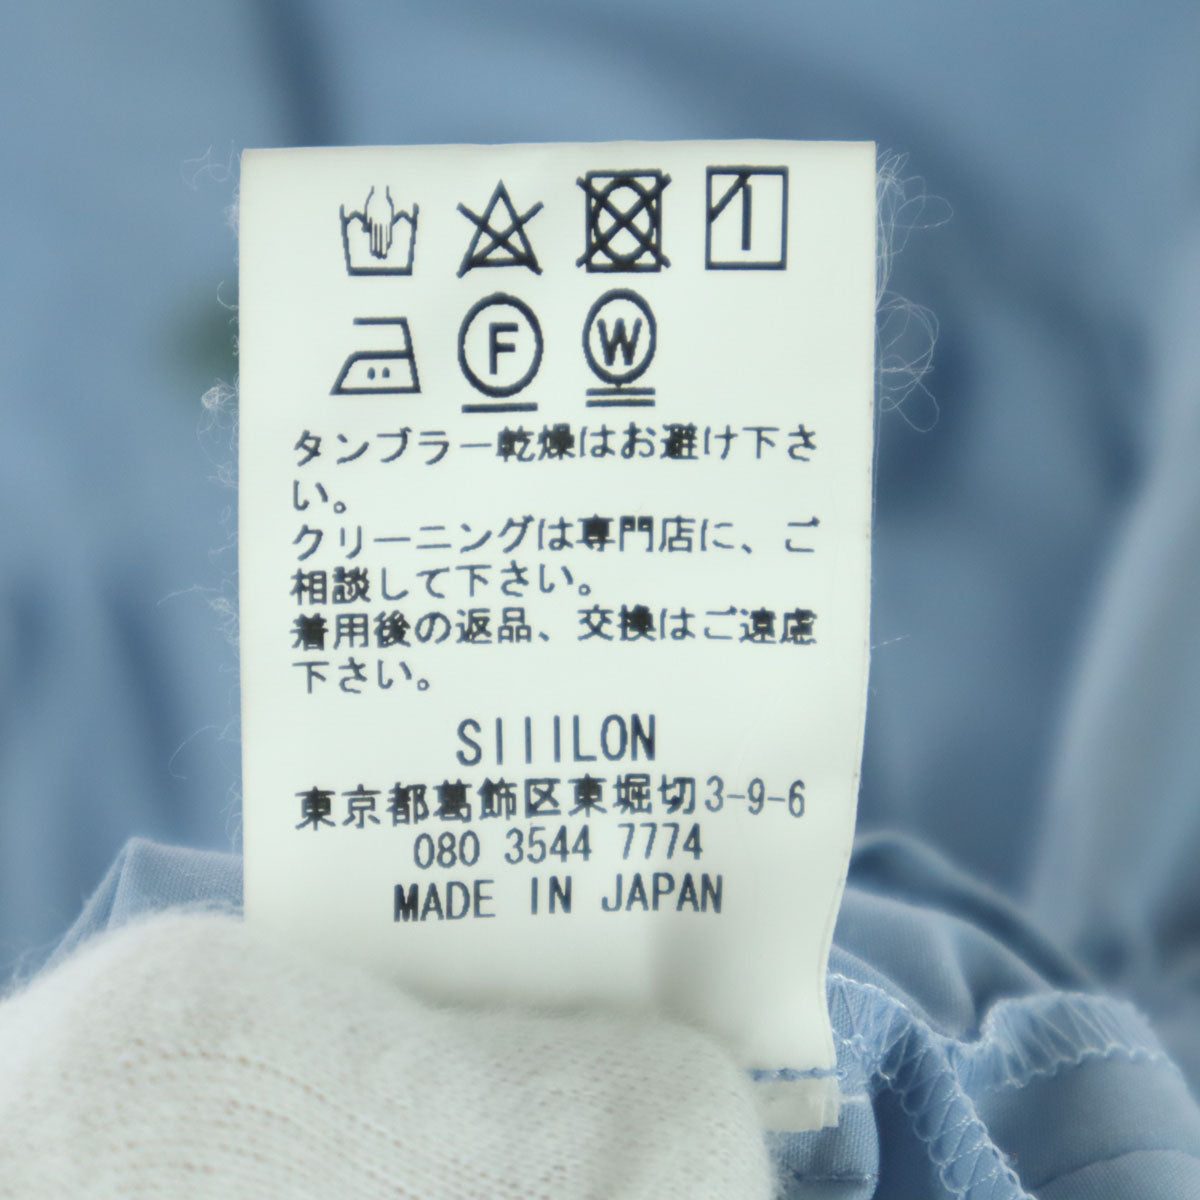 F W
タンブラー乾燥はお避け下さ
い。
クリーニングは専門店に、ご
相談して下さい。
着用後の返品、交換はご遠慮
下さい。
SIIILON
東京都葛飾区東堀切3-9-6
080 3544 7774
MADE IN JAPAN